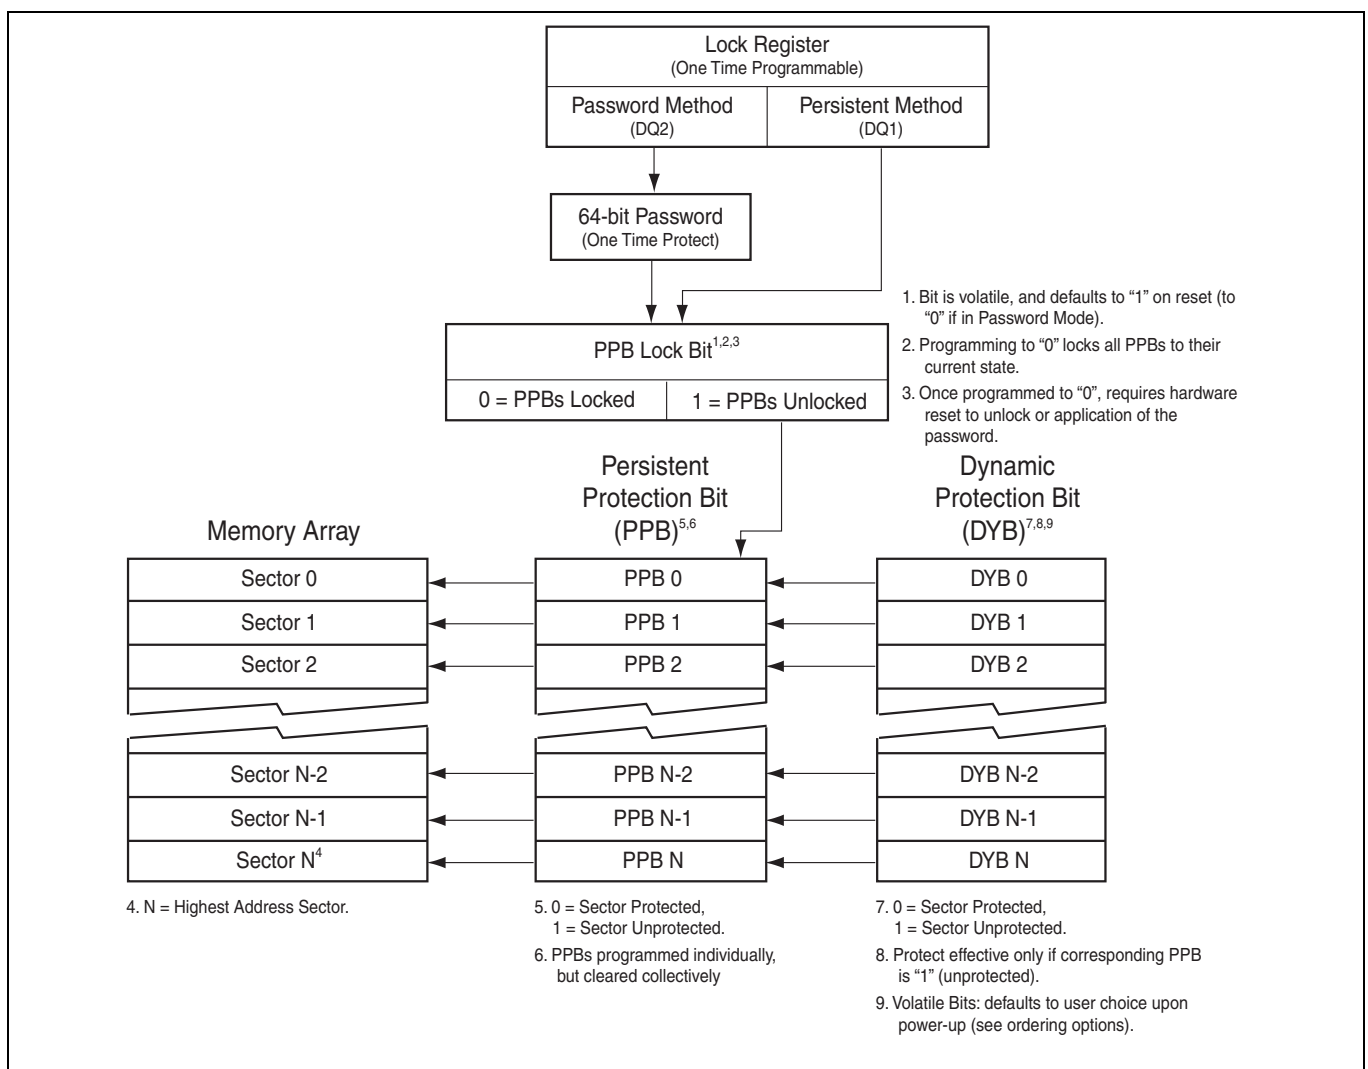 Lock Register
(One Time Programmable)
Password Method
(DQ2)
Persistent Method
(DQ1)
64-bit Password
(One Time Protect)
PPB Lock Bit1,2,3
0 = PPBs Locked
1 = PPBs Unlocked
1. Bit is volatile, and defaults to “1” on reset (to
“0” if in Password Mode).
2. Programming to “0” locks all PPBs to their
current state.
3. Once programmed to “0”, requires hardware
reset to unlock or application of the
password.
Memory Array
Persistent
Protection Bit
(PPB)5,6
Dynamic
Protection Bit
(DYB)7,8,9
Sector 0
PPB 0
DYB 0
Sector 1
PPB 1
DYB 1
Sector 2
PPB 2
DYB 2
Sector N-2
PPB N-2
DYB N-2
Sector N-1
PPB N-1
DYB N-1
Sector N4
PPB N
DYB N
4. N = Highest Address Sector.
5. 0 = Sector Protected,
1 = Sector Unprotected.
6. PPBs programmed individually,
but cleared collectively
7. 0 = Sector Protected,
1 = Sector Unprotected.
8. Protect effective only if corresponding PPB
is “1” (unprotected).
9. Volatile Bits: defaults to user choice upon
power-up (see ordering options).